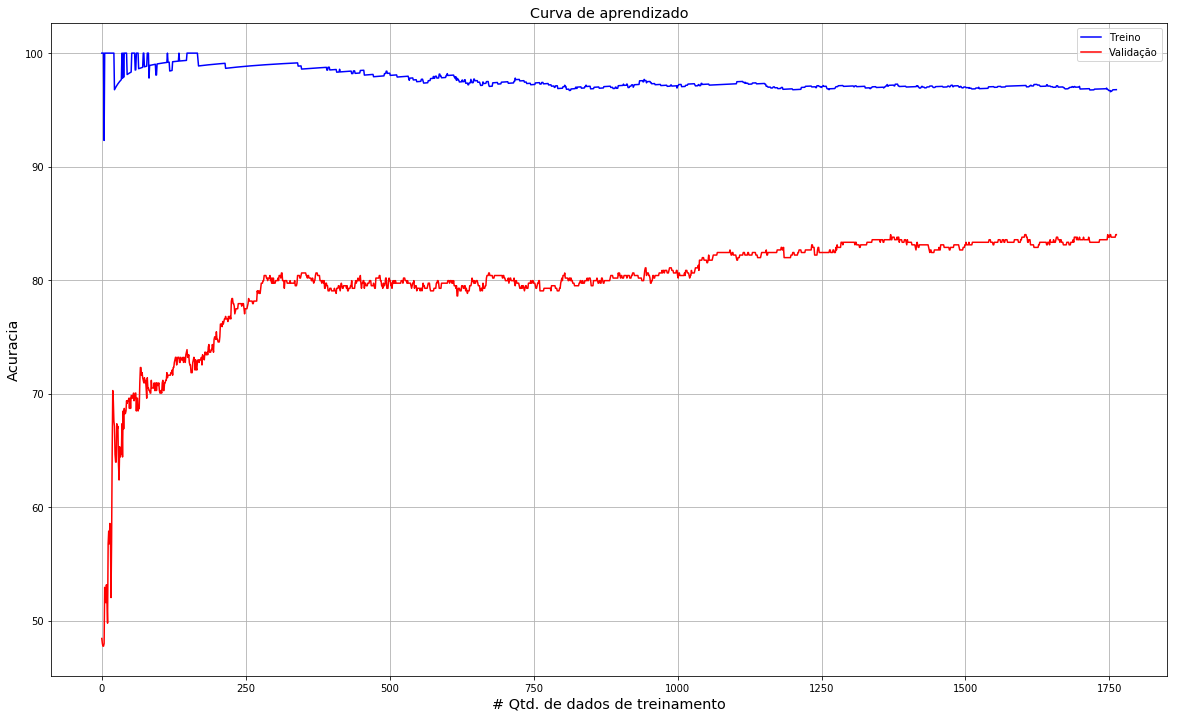 Curva de aprendizado
Treino
Validação
Acuracia
100
90
80
70
60
50
0 250 500 750 1000 1250 1500 1750
# Qtd. de dados de treinamento